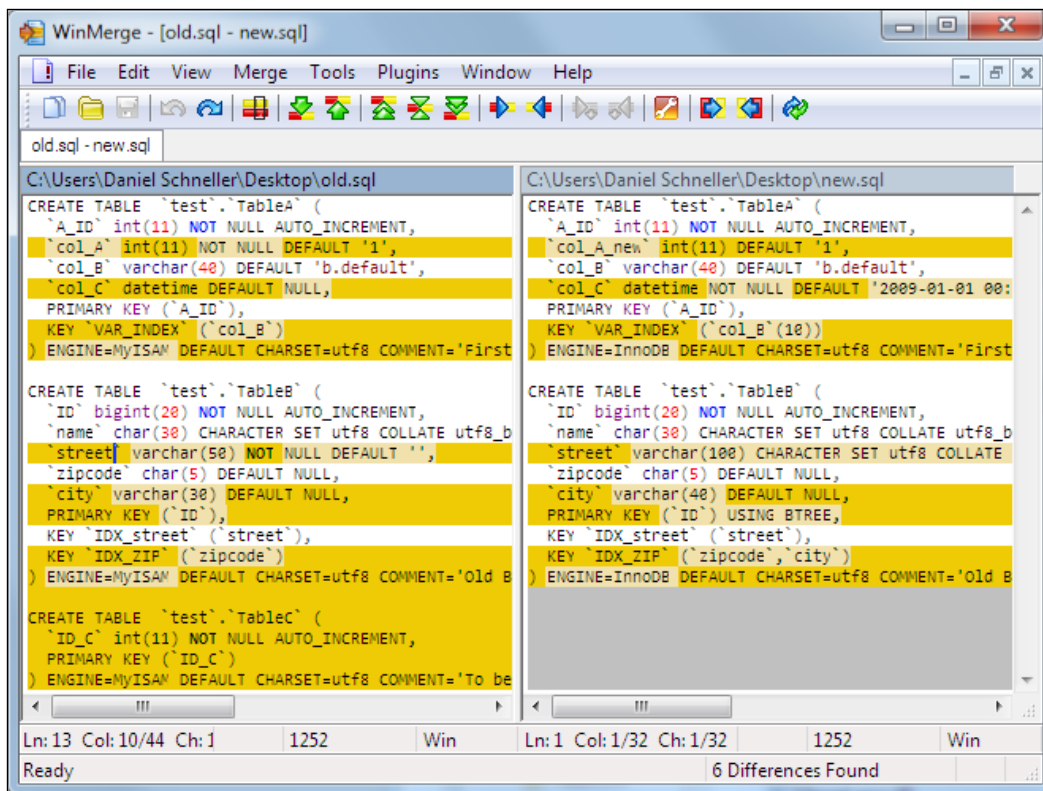 WinMerge - [old.sql - new.sql]
File Edit View Merge Tools Plugins Window Help
old.sql - new.sql
C:\Users\Daniel Schneller\Desktop\old.sql
CREATE TABLE  `test`.`TableA` (
  `A_ID` int(11) NOT NULL AUTO_INCREMENT,
  `col_A` int(11) NOT NULL DEFAULT '1',
  `col_B` varchar(40) DEFAULT 'b.default',
  `col_C` datetime DEFAULT NULL,
  PRIMARY KEY (`A_ID`),
  KEY `VAR_INDEX` (`col_B`)
) ENGINE=MyISAM DEFAULT CHARSET=utf8 COMMENT='First
CREATE TABLE  `test`.`TableB` (
  `ID` bigint(20) NOT NULL AUTO_INCREMENT,
  `name` char(30) CHARACTER SET utf8 COLLATE utf8_b
  `street` varchar(50) NOT NULL DEFAULT '',
  `zipcode` char(5) DEFAULT NULL,
  `city` varchar(30) DEFAULT NULL,
  PRIMARY KEY (`ID`),
  KEY `IDX_street` (`street`),
  KEY `IDX_ZIP` (`zipcode`)
) ENGINE=MyISAM DEFAULT CHARSET=utf8 COMMENT='Old B
CREATE TABLE  `test`.`TableC` (
  `ID_C` int(11) NOT NULL AUTO_INCREMENT,
  PRIMARY KEY (`ID_C`)
) ENGINE=MyISAM DEFAULT CHARSET=utf8 COMMENT='To be
C:\Users\Daniel Schneller\Desktop\new.sql
CREATE TABLE  `test`.`TableA` (
  `A_ID` int(11) NOT NULL AUTO_INCREMENT,
  `col_A_new` int(11) DEFAULT '1',
  `col_B` varchar(40) DEFAULT 'b.default',
  `col_C` datetime NOT NULL DEFAULT '2009-01-01 00:
  PRIMARY KEY (`A_ID`),
  KEY `VAR_INDEX` (`col_B`(10))
) ENGINE=InnoDB DEFAULT CHARSET=utf8 COMMENT='First
CREATE TABLE  `test`.`TableB` (
  `ID` bigint(20) NOT NULL AUTO_INCREMENT,
  `name` char(30) CHARACTER SET utf8 COLLATE utf8_b
  `street` varchar(100) CHARACTER SET utf8 COLLATE
  `zipcode` char(5) DEFAULT NULL,
  `city` varchar(40) DEFAULT NULL,
  PRIMARY KEY (`ID`) USING BTREE,
  KEY `IDX_street` (`street`),
  KEY `IDX_ZIP` (`zipcode`,`city`)
) ENGINE=InnoDB DEFAULT CHARSET=utf8 COMMENT='Old B
Ln: 13 Col: 10/44 Ch: 1 1252 Win
Ln: 1 Col: 1/32 Ch: 1/32 1252 Win
Ready 6 Differences Found